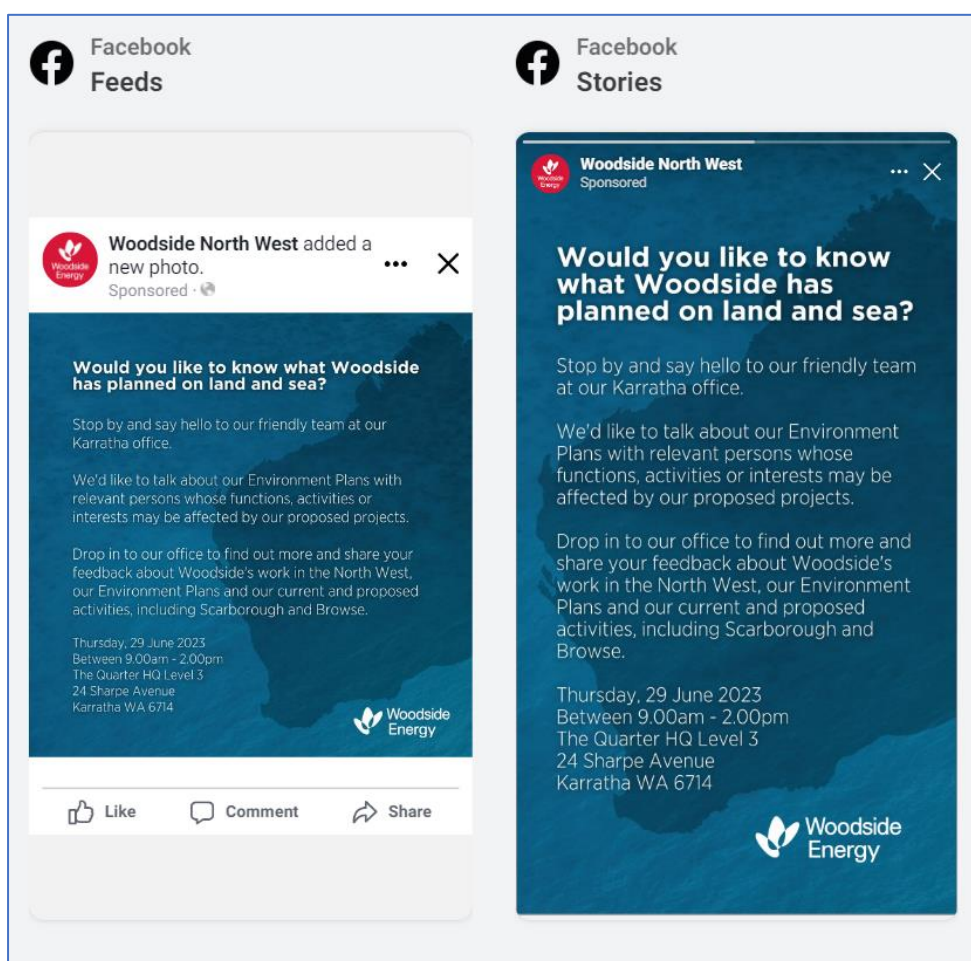 Facebook
Feeds
Woodside
Energy
Woodside North West added a
new photo.
Sponsored ·
Would you like to know what Woodside
has planned on land and sea?
Stop by and say hello to our friendly team at our
Karratha office.
We'd like to talk about our Environment Plans with
relevant persons whose functions, activities or
interests may be affected by our proposed projects.
Drop in to our office to find out more and share your
feedback about Woodside's work in the North West,
our Environment Plans and our current and proposed
activities, including Scarborough and Browse.
Thursday, 29 June 2023
Between 9.00am - 2.00pm
The Quarter HQ Level 3
24 Sharpe Avenue
Karratha WA 6714
Woodside
Energy
Like Comment Share
Facebook
Stories
Woodside
Energy
Woodside North West
Sponsored
Would you like to know
what Woodside has
planned on land and sea?
Stop by and say hello to our friendly team
at our Karratha office.
We'd like to talk about our Environment
Plans with relevant persons whose
functions, activities or interests may be
affected by our proposed projects.
Drop in to our office to find out more and
share your feedback about Woodside's
work in the North West, our Environment
Plans and our current and proposed
activities, including Scarborough and
Browse.
Thursday, 29 June 2023
Between 9.00am - 2.00pm
The Quarter HQ Level 3
24 Sharpe Avenue
Karratha WA 6714
Woodside
Energy